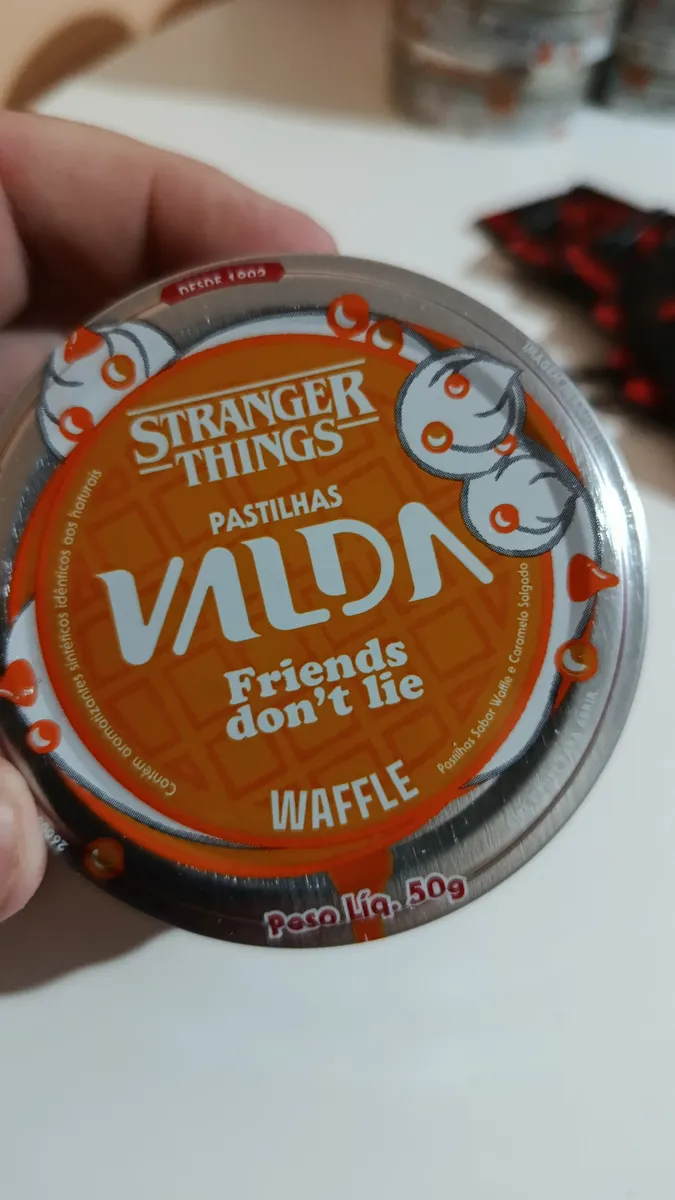 DESDE 1902
STRANGER
THINGS
PASTILHAS
VALDA
Friends
don't lie
WAFFLE
Contém aromatizantes sintéticos idênticos aos naturais
Pastilhas Sabor Waffle e Caramelo Salgado
Peso Líq. 50g